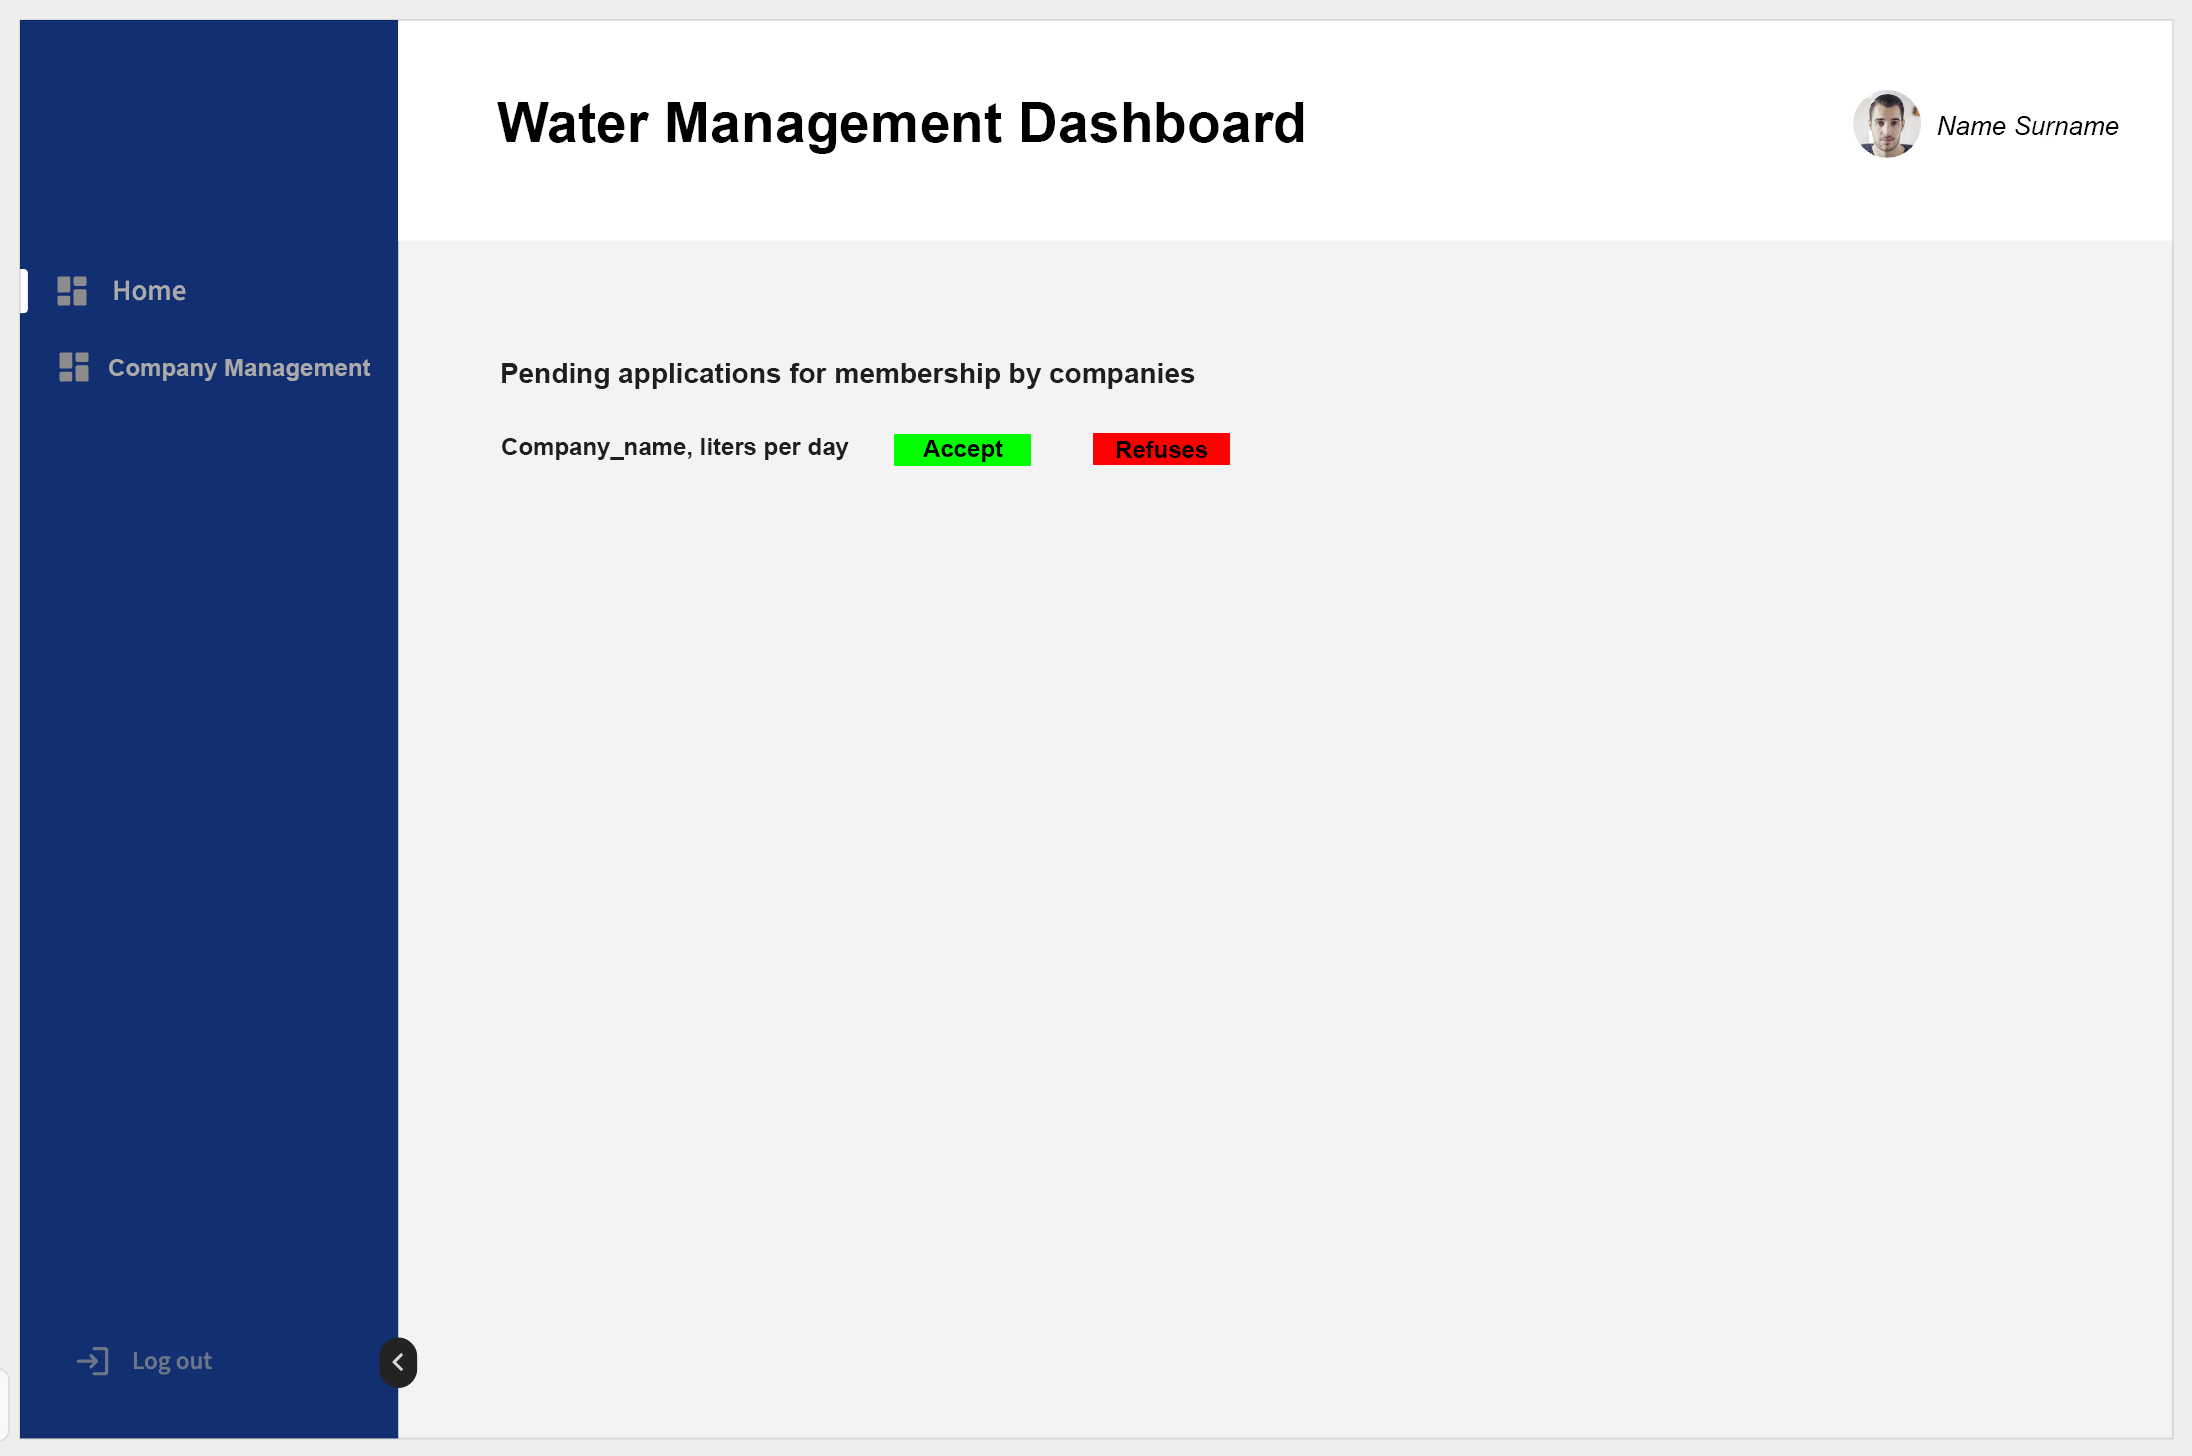 Water Management Dashboard
Name Surname
Home
Company Management
Pending applications for membership by companies
Company_name, liters per day
Accept
Refuses
Log out